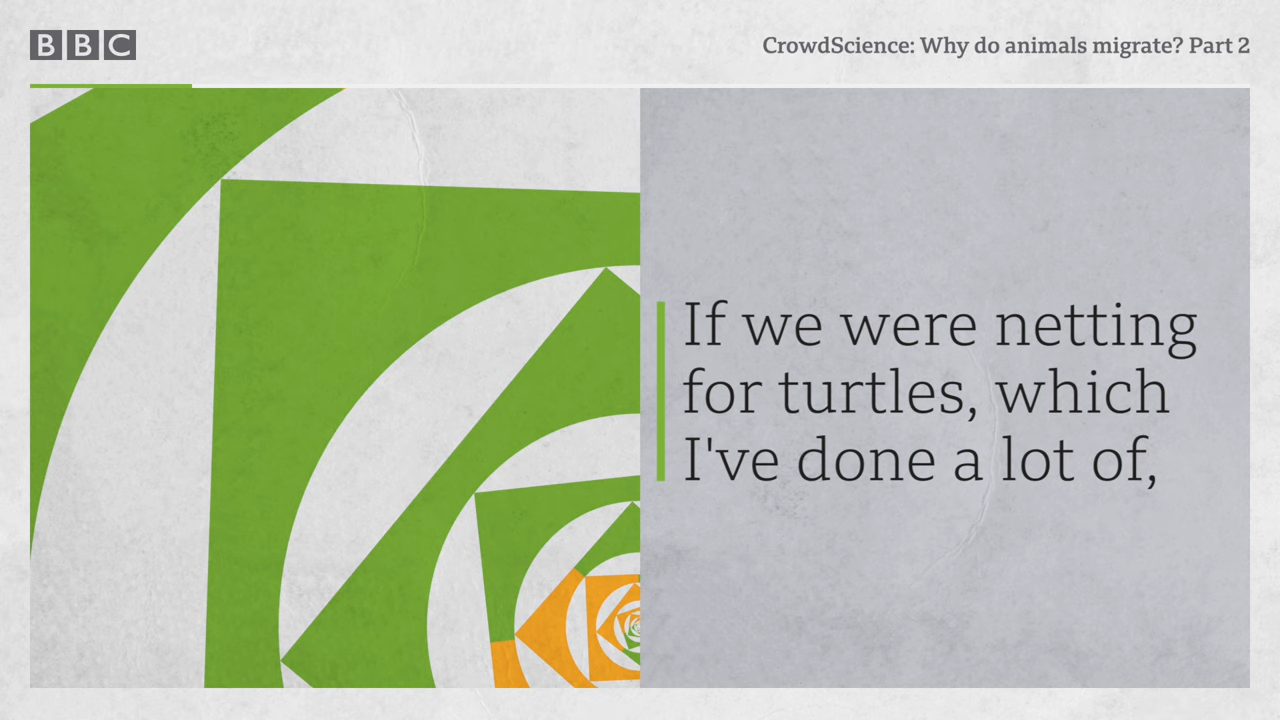 BBC
CrowdScience: Why do animals migrate? Part 2
If we were netting
for turtles, which
I've done a lot of,